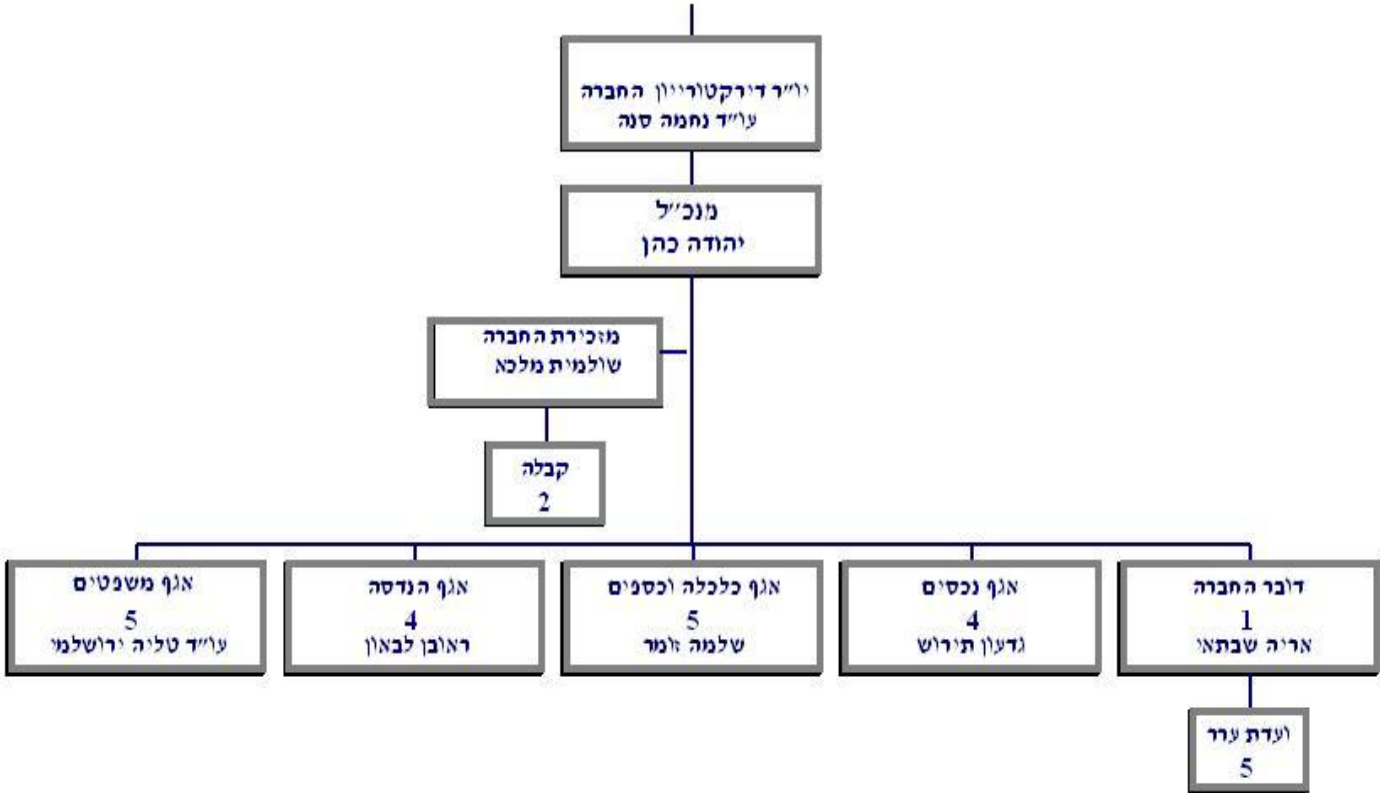 יו"ר דירקטוריון החברה
עו"ד נחמה סנה
מנכ"ל
יהודה כהן
מזכירת החברה
שולמית מלכא
קבלה
2
דובר החברה
1
אריה שבתאי
ועדת ערר
5
אגף נכסים
4
גדעון תירוש
אגף כלכלה וכספים
5
שלמה זומר
אגף הנדסה
4
ראובן לבאון
אגף משפטים
5
עו"ד טליה ירושלמי